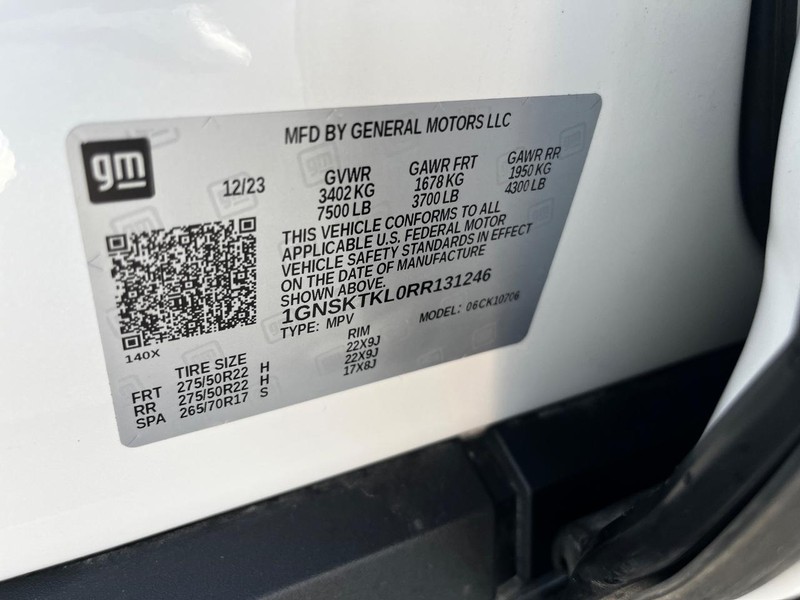 MFD BY GENERAL MOTORS LLC
gm
12/23
GVWR GAWR FRT GAWR RR
3402 KG 1678 KG 1950 KG
7500 LB 3700 LB 4300 LB
THIS VEHICLE CONFORMS TO ALL
APPLICABLE U.S. FEDERAL MOTOR
VEHICLE SAFETY STANDARDS IN EFFECT
ON THE DATE OF MANUFACTURE
SHOWN ABOVE.
1GNSKTKL0RR131246
TYPE: MPV MODEL: 06CK10706
140X
TIRE SIZE RIM
FRT 275/50R22 H 22X9J
RR 275/50R22 H 22X9J
SPA 265/70R17 S 17X8J